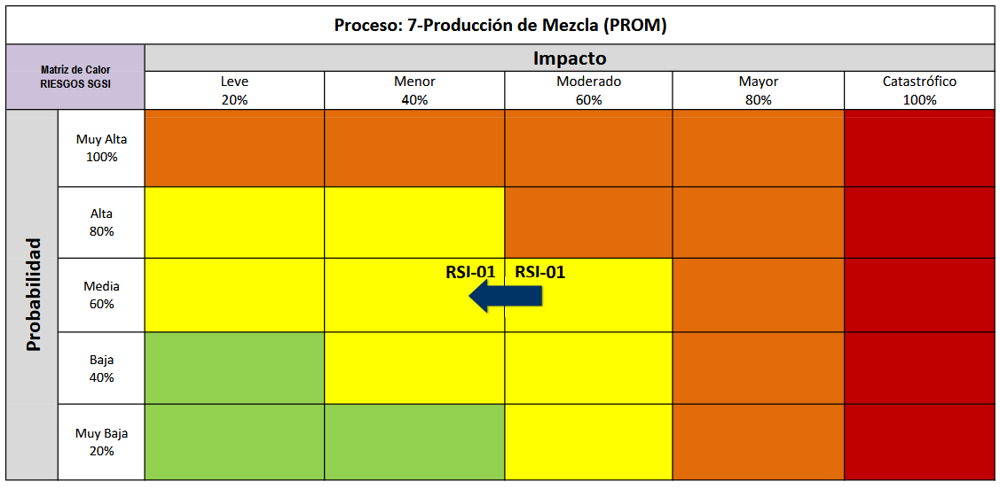 Proceso: 7-Producción de Mezcla (PROM)
Matriz de Calor
RIESGOS SGSI
Impacto
Leve
20%
Menor
40%
Moderado
60%
Mayor
80%
Catastrófico
100%
Probabilidad
Muy Alta
100%
Alta
80%
Media
60%
RSI-01
RSI-01
Baja
40%
Muy Baja
20%